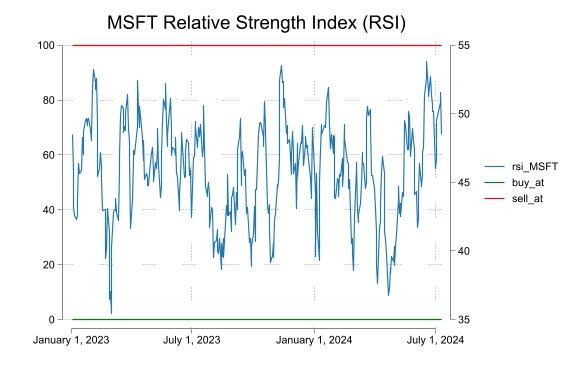 MSFT Relative Strength Index (RSI)
100
80
60
40
20
0
55
50
45
40
35
January 1, 2023
July 1, 2023
January 1, 2024
July 1, 2024
rsi_MSFT
buy_at
sell_at